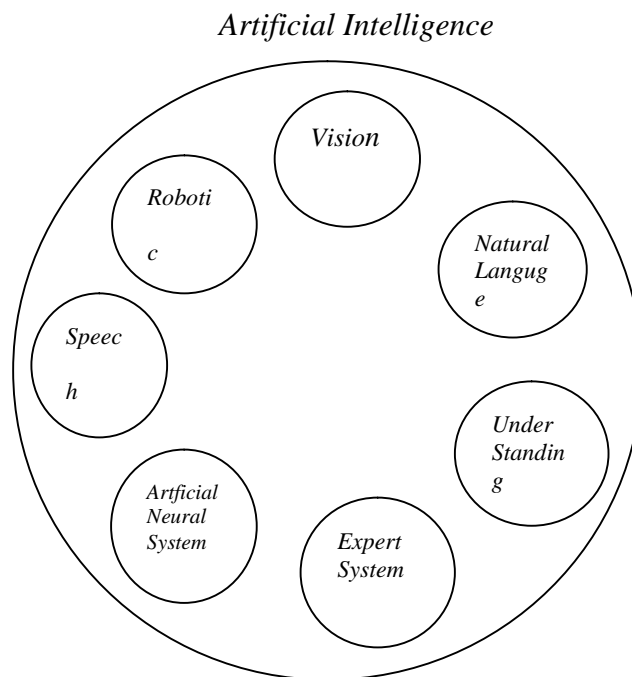 Artificial Intelligence
Vision
Roboti
c
Natural
Langug
e
Speec
h
Under
Standin
g
Artficial
Neural
System
Expert
System